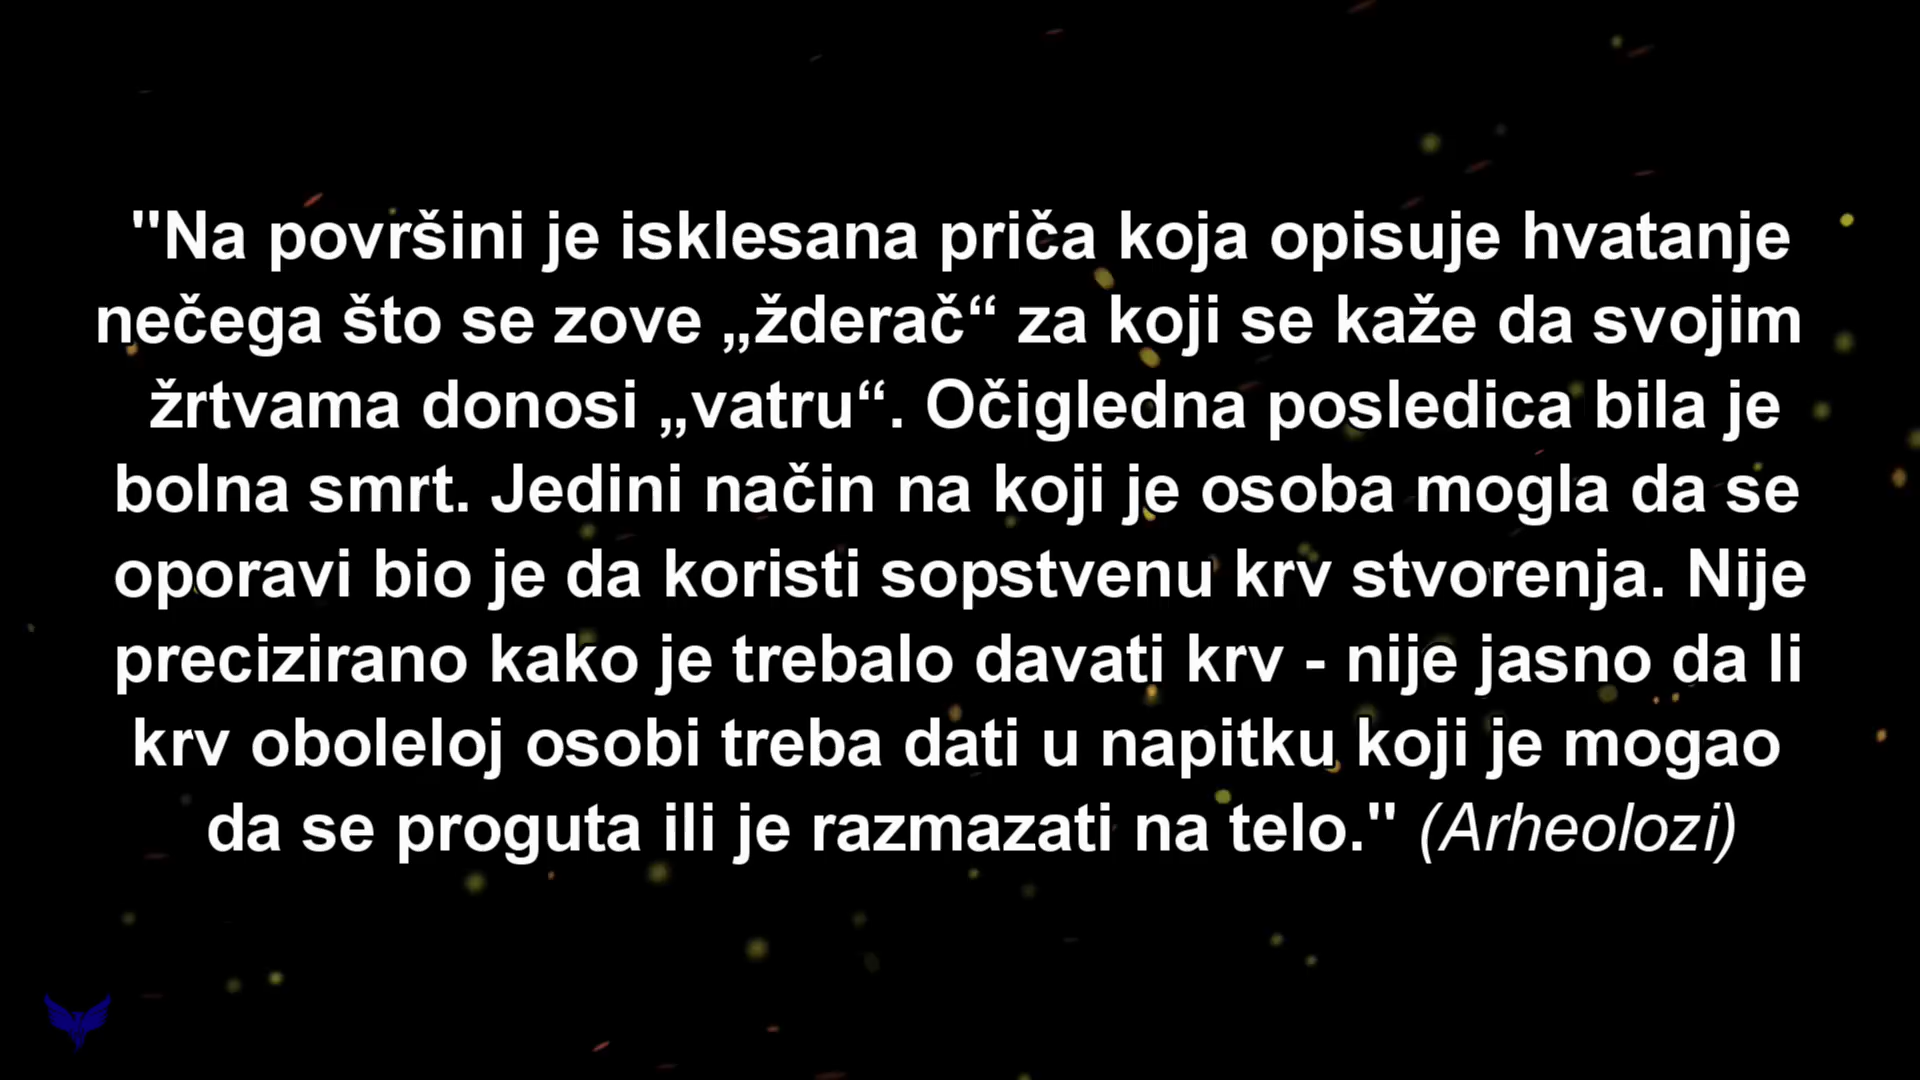 "Na površini je isklesana priča koja opisuje hvatanje
nečega što se zove „žderač“ za koji se kaže da svojim
žrtvama donosi „vatru“. Očigledna posledica bila je
bolna smrt. Jedini način na koji je osoba mogla da se
oporavi bio je da koristi sopstvenu krv stvorenja. Nije
precizirano kako je trebalo davati krv - nije jasno da li
krv oboleloj osobi treba dati u napitku koji je mogao
da se proguta ili je razmazati na telo." (Arheolozi)